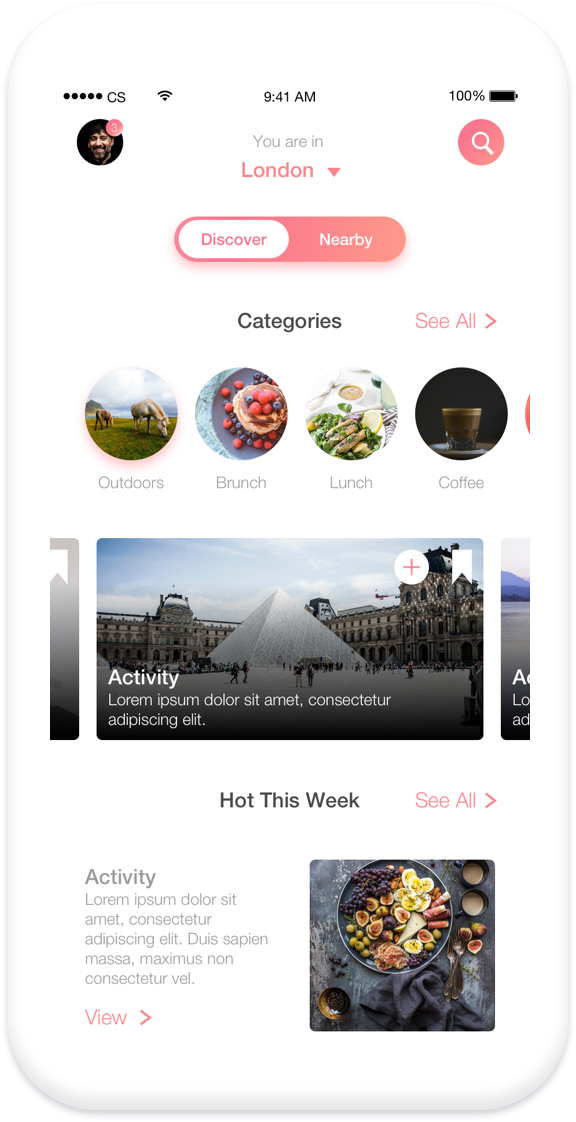 CS
9:41 AM
100%
3
You are in
London
Discover
Nearby
Categories
See All
Outdoors
Brunch
Lunch
Coffee
Activity
Lorem ipsum dolor sit amet, consectetur
adipiscing elit.
Ac
Lo
ad
Hot This Week
See All
Activity
Lorem ipsum dolor sit
amet, consectetur
adipiscing elit. Duis sapien
massa, maximus non
consectetur vel.
View